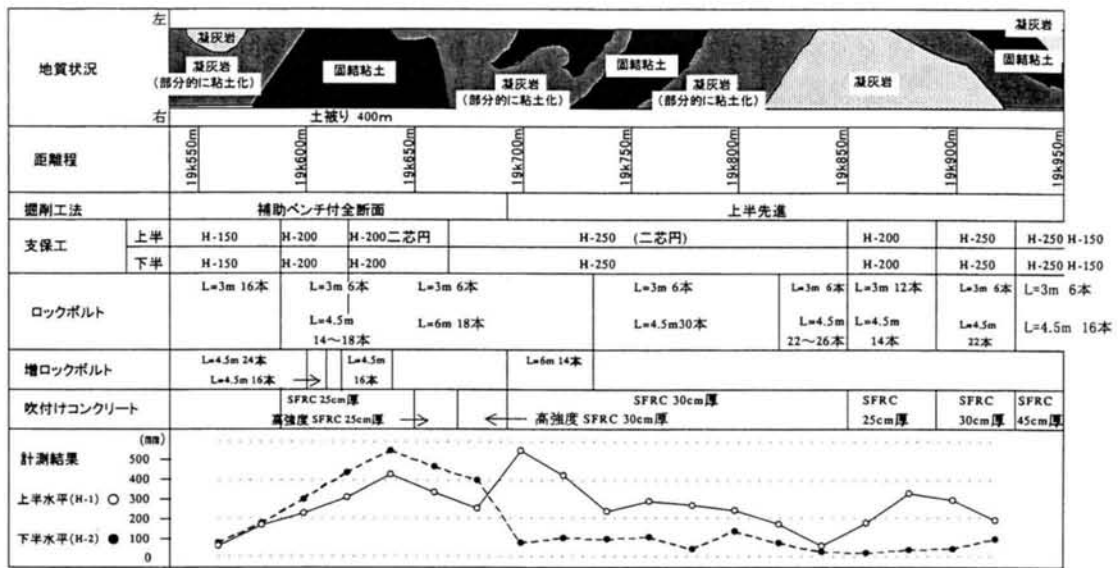 左
地質状況
凝灰岩
凝灰岩
(部分的に粘土化)
固結粘土
凝灰岩
(部分的に粘土化)
固結粘土
凝灰岩
(部分的に粘土化)
凝灰岩
凝灰岩
固結粘土
右
土被り 400m
距離程
19k550m
19k600m
19k650m
19k700m
19k750m
19k800m
19k850m
19k900m
19k950m
掘削工法
補助ベンチ付全断面
上半先進
支保工
上半
H-150
H-200
H-200二芯円
H-250 (二芯円)
H-200
H-250
H-250 H-150
下半
H-150
H-200
H-200
H-250
H-200
H-250
H-250 H-150
ロックボルト
L=3m 16本
L=3m 6本
L=3m 6本
L=3m 6本
L=3m 6本
L=3m 12本
L=3m 6本
L=3m 6本
L=4.5m
14〜18本
L=6m 18本
L=4.5m30本
L=4.5m
22〜26本
L=4.5m
14本
L=4.5m
22本
L=4.5m 16本
増ロックボルト
L=4.5m 24本
L=4.5m 16本 →
L=4.5m
16本
L=6m 14本
吹付けコンクリート
SFRC 25cm厚
高強度 SFRC 25cm厚 →
SFRC 30cm厚
← 高強度 SFRC 30cm厚
SFRC
25cm厚
SFRC
30cm厚
SFRC
45cm厚
計測結果
(mm)
500
400
300
200
100
0
上半水平(H-1) ○
下半水平(H-2) ●